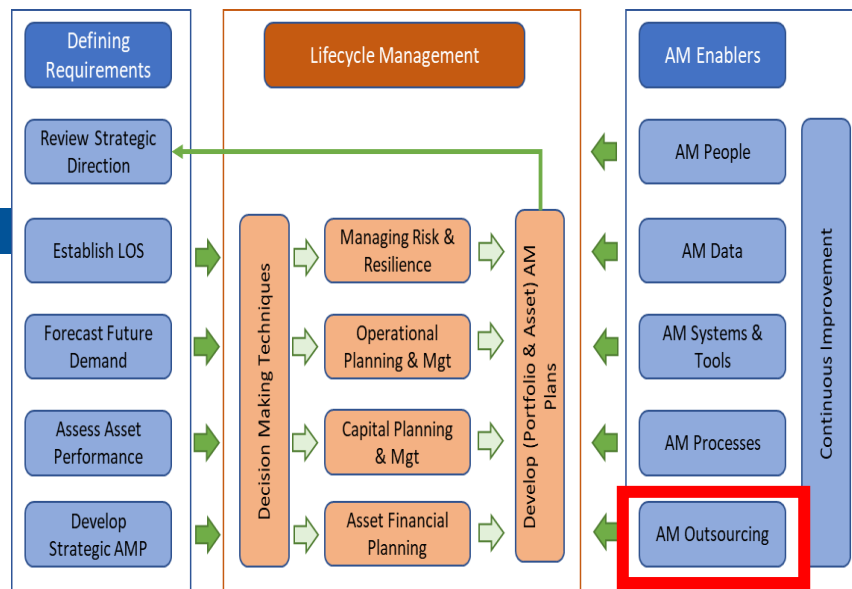 Defining
Requirements
Review Strategic
Direction
Establish LOS
Forecast Future
Demand
Assess Asset
Performance
Develop
Strategic AMP
Lifecycle Management
Decision Making Techniques
Managing Risk &
Resilience
Operational
Planning & Mgt
Capital Planning
& Mgt
Asset Financial
Planning
Develop (Portfolio & Asset) AM
Plans
AM Enablers
AM People
AM Data
AM Systems &
Tools
AM Processes
AM Outsourcing
Continuous Improvement